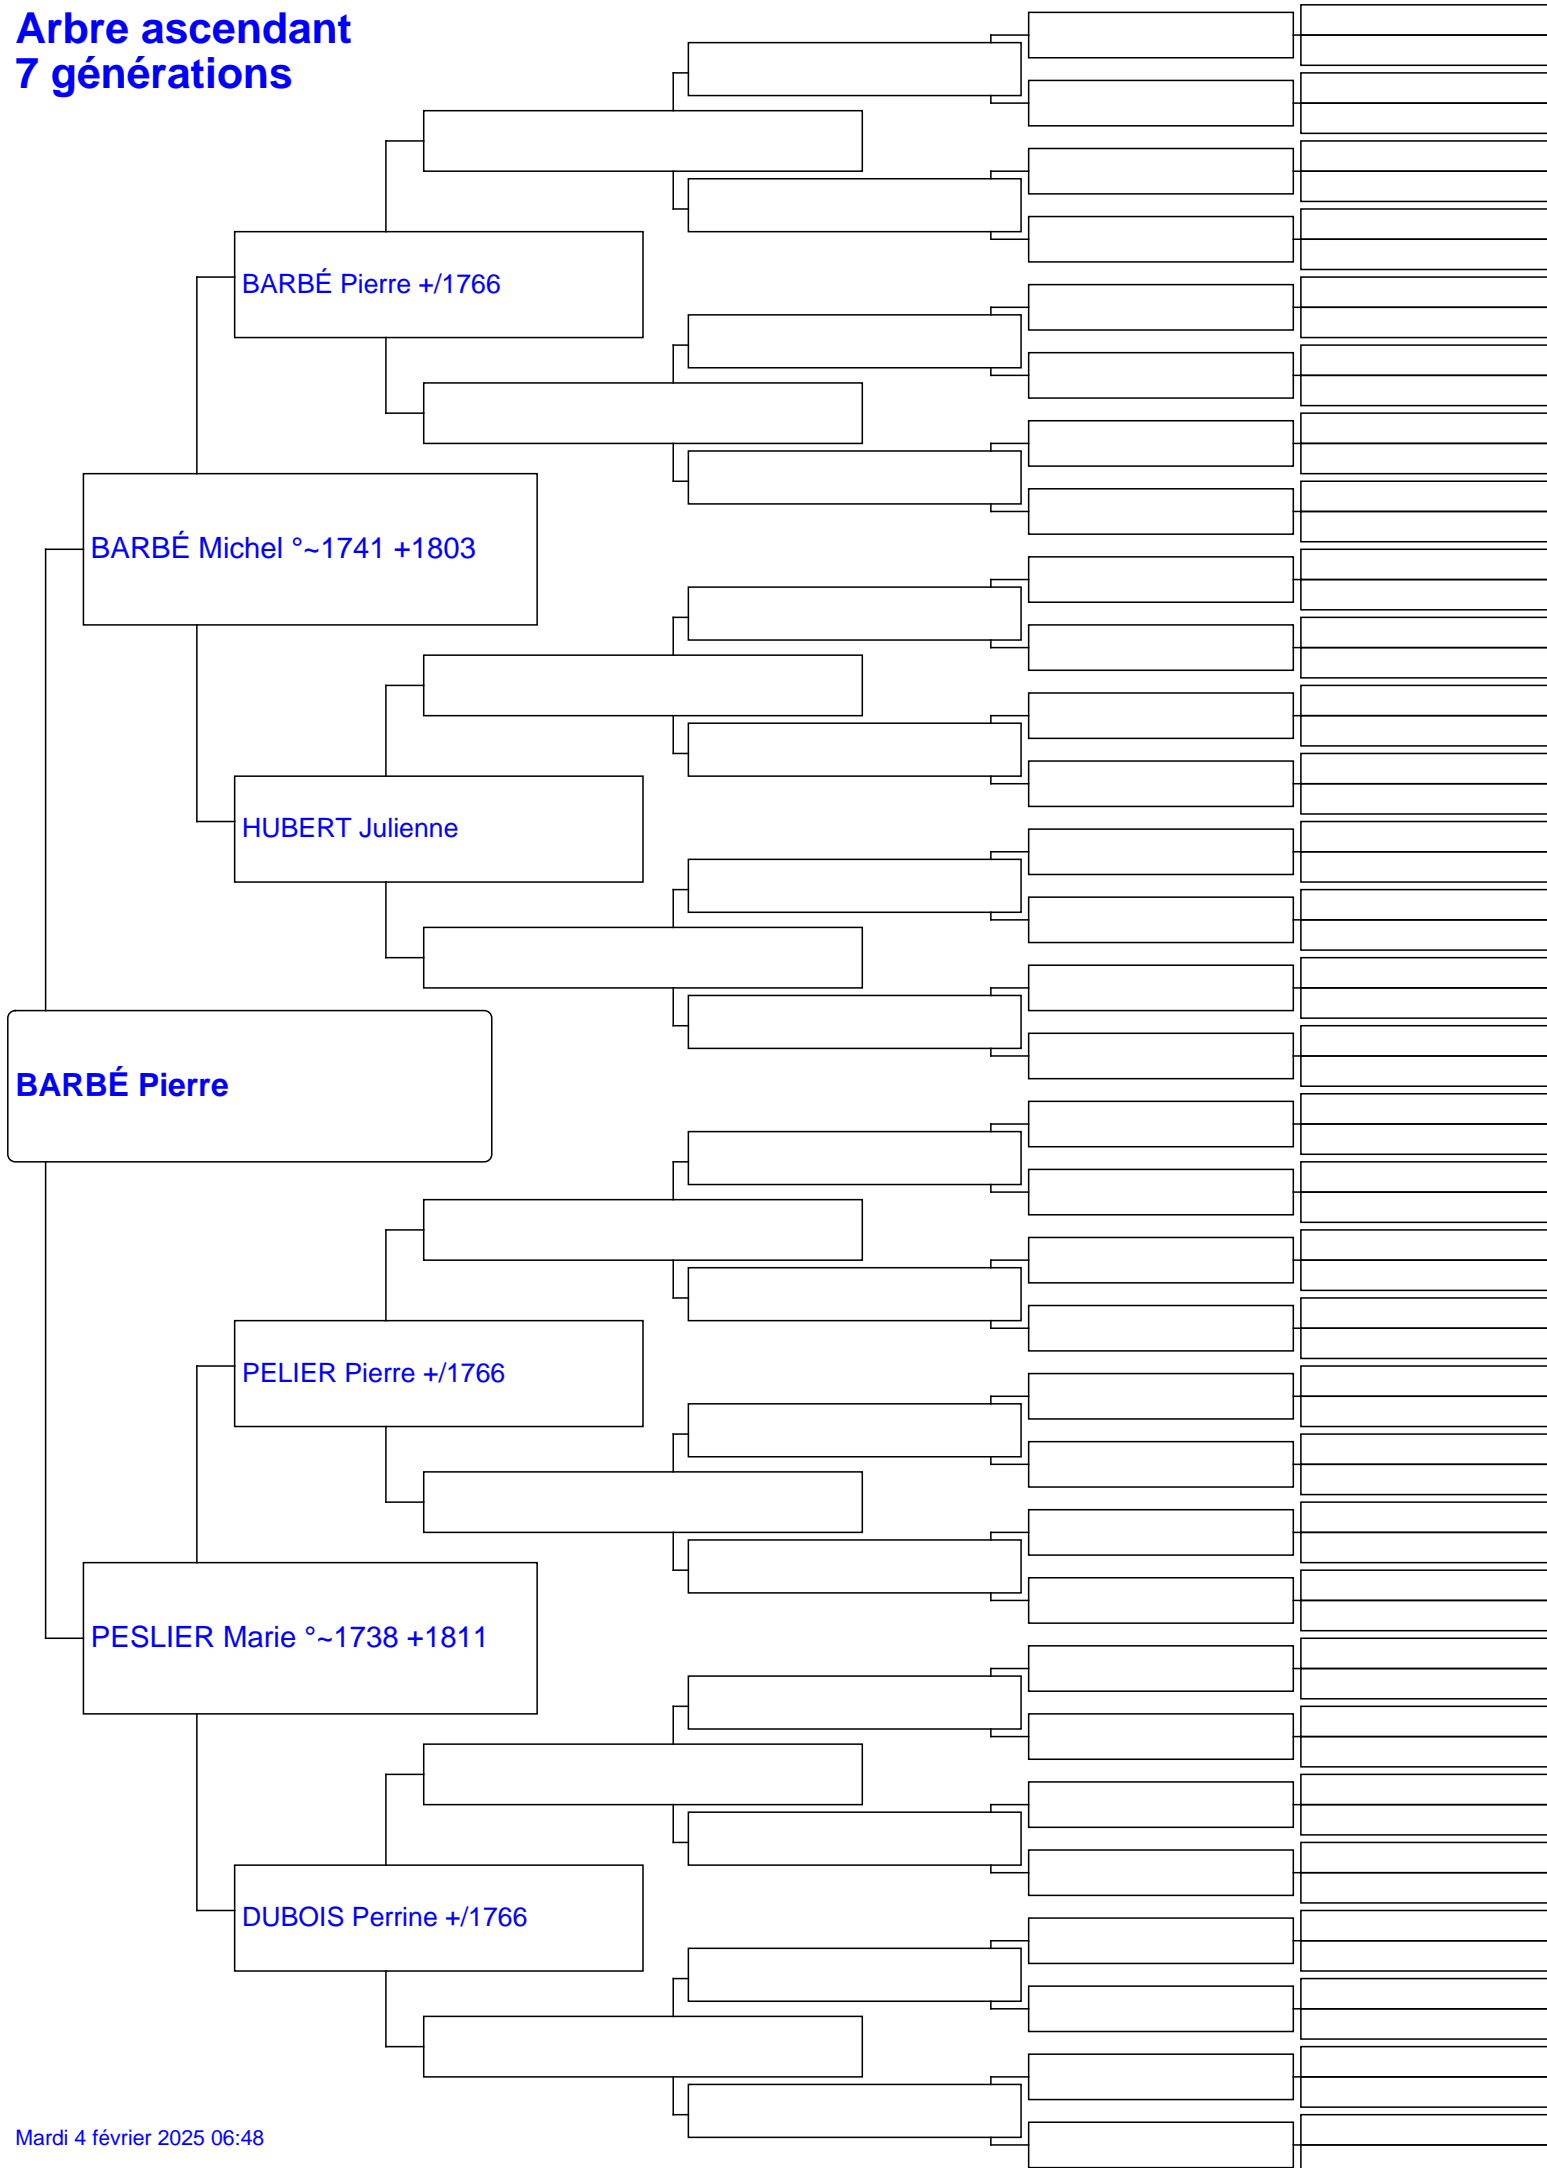 Arbre ascendant
7 générations
BARBÉ Pierre +/1766
BARBÉ Michel °~1741 +1803
HUBERT Julienne
BARBÉ Pierre
PELIER Pierre +/1766
PESLIER Marie °~1738 +1811
DUBOIS Perrine +/1766
Mardi 4 février 2025 06:48